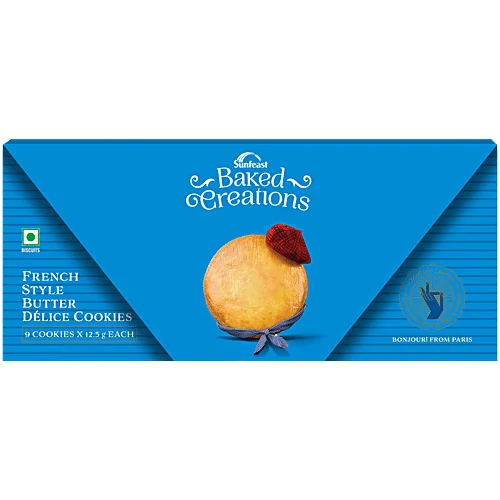 Sunfeast
Baked
Creations
BISCUITS
FRENCH
STYLE
BUTTER
DÉLICE COOKIES
9 COOKIES X 12.5 g EACH
BONJOUR! FROM PARIS